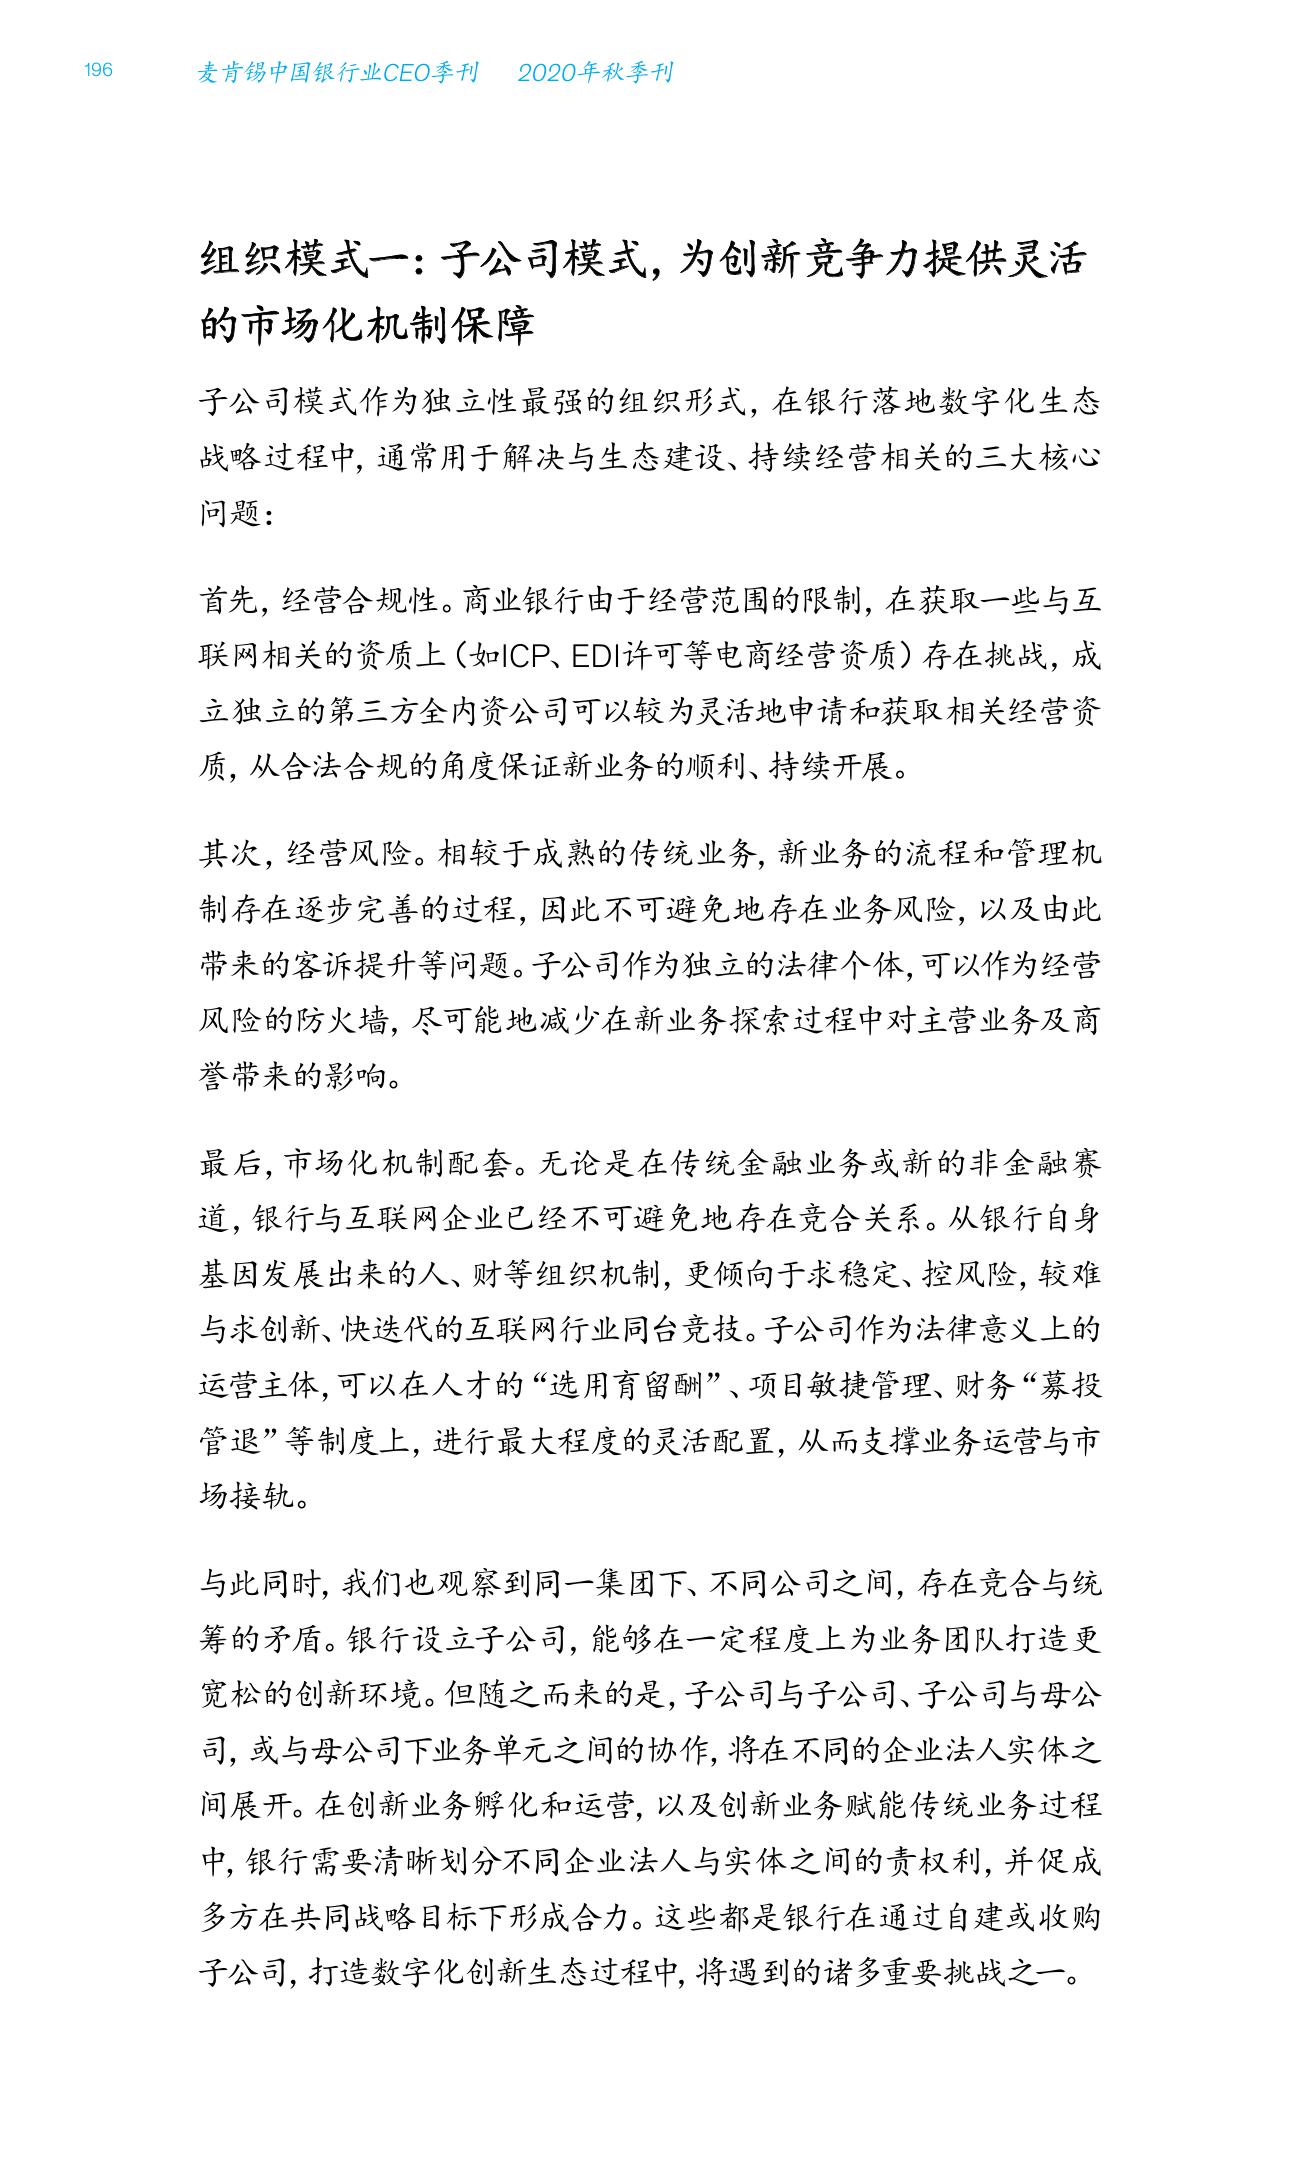 196
麦肯锡中国银行业CEO季刊 2020年秋季刊
组织模式一：子公司模式，为创新竞争力提供灵活
的市场化机制保障
子公司模式作为独立性最强的组织形式，在银行落地数字化生态
战略过程中，通常用于解决与生态建设、持续经营相关的三大核心
问题：
首先，经营合规性。商业银行由于经营范围的限制，在获取一些与互
联网相关的资质上（如ICP、EDI许可等电商经营资质）存在挑战，成
立独立的第三方全内资公司可以较为灵活地申请和获取相关经营资
质，从合法合规的角度保证新业务的顺利、持续开展。
其次，经营风险。相较于成熟的传统业务，新业务的流程和管理机
制存在逐步完善的过程，因此不可避免地存在业务风险，以及由此
带来的客诉提升等问题。子公司作为独立的法律个体，可以作为经营
风险的防火墙，尽可能地减少在新业务探索过程中对主营业务及商
誉带来的影响。
最后，市场化机制配套。无论是在传统金融业务或新的非金融赛
道，银行与互联网企业已经不可避免地存在竞合关系。从银行自身
基因发展出来的人、财等组织机制，更倾向于求稳定、控风险，较难
与求创新、快迭代的互联网行业同台竞技。子公司作为法律意义上的
运营主体，可以在人才的“选用育留酬”、项目敏捷管理、财务“募投
管退”等制度上，进行最大程度的灵活配置，从而支撑业务运营与市
场接轨。
与此同时，我们也观察到同一集团下、不同公司之间，存在竞合与统
筹的矛盾。银行设立子公司，能够在一定程度上为业务团队打造更
宽松的创新环境。但随之而来的是，子公司与子公司、子公司与母公
司，或与母公司下业务单元之间的协作，将在不同的企业法人实体之
间展开。在创新业务孵化和运营，以及创新业务赋能传统业务过程
中，银行需要清晰划分不同企业法人与实体之间的责权利，并促成
多方在共同战略目标下形成合力。这些都是银行在通过自建或收购
子公司，打造数字化创新生态过程中，将遇到的诸多重要挑战之一。